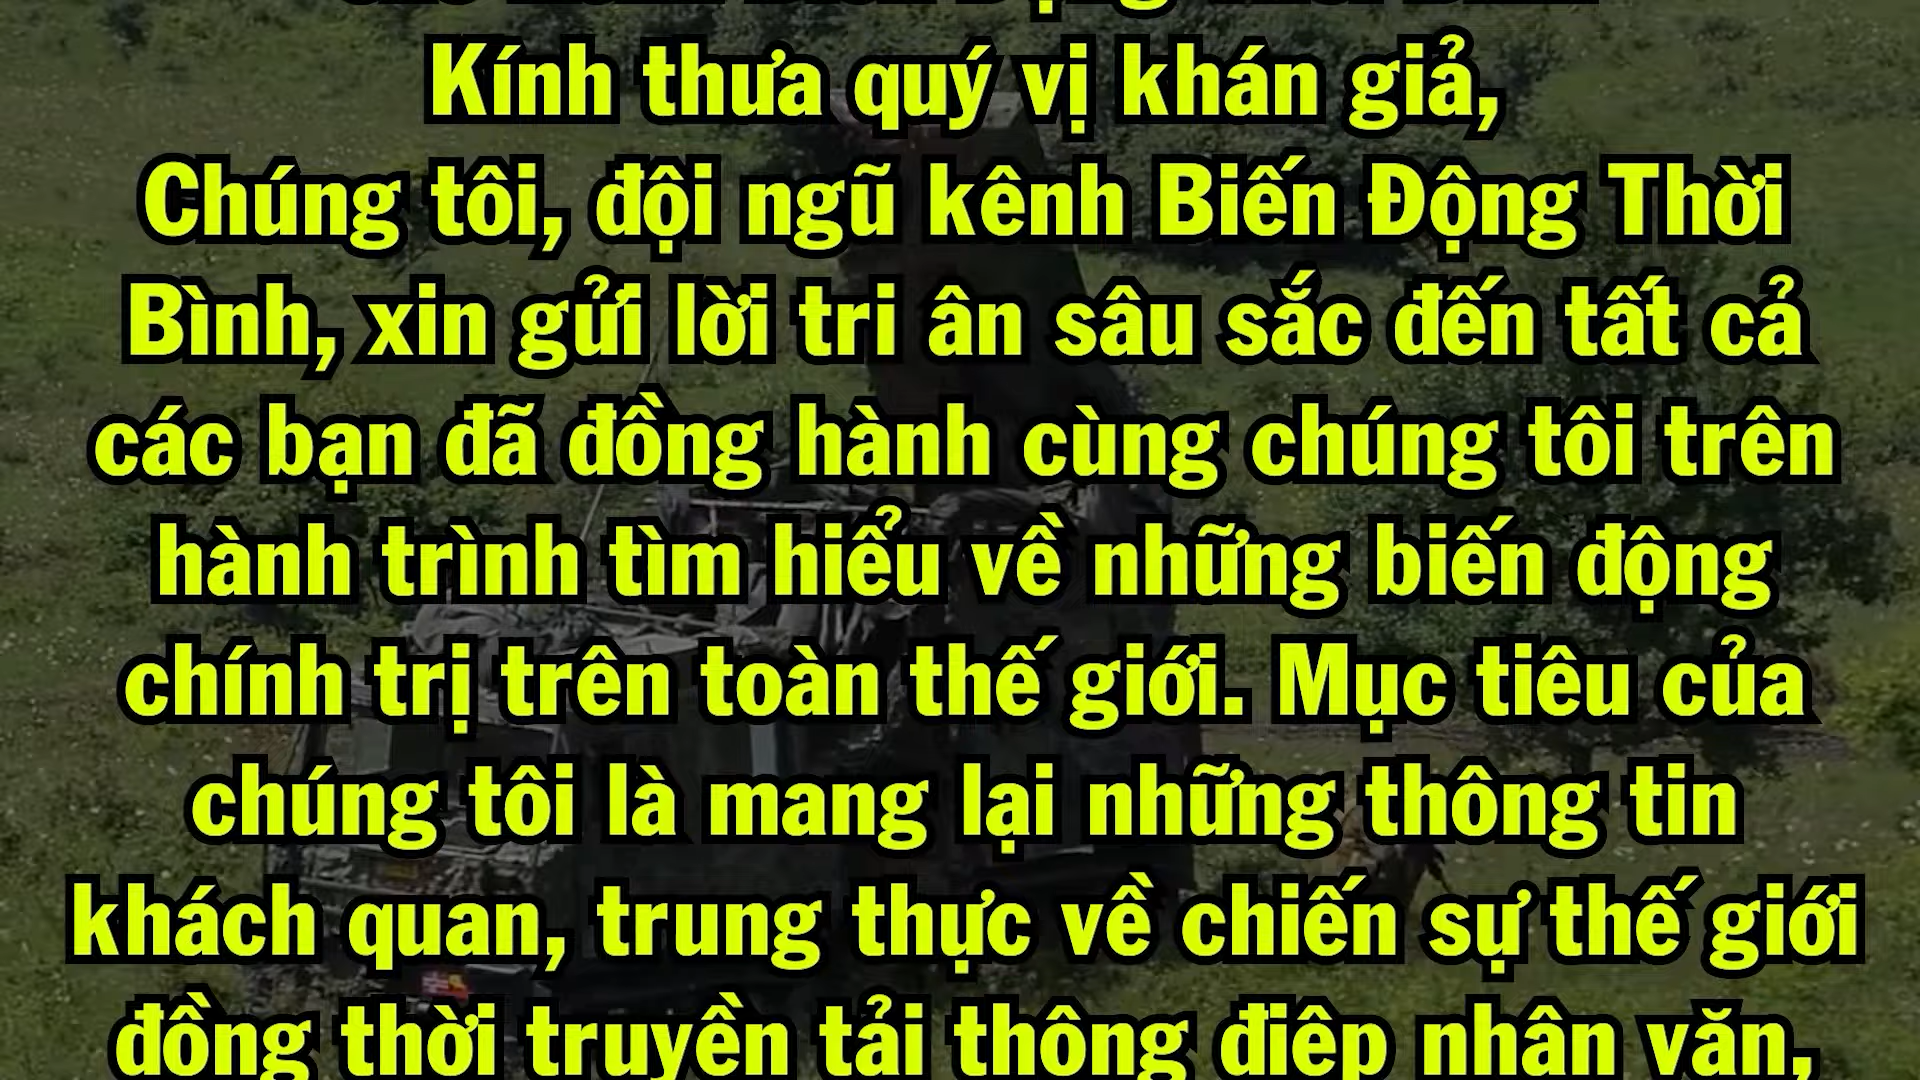 Kính thưa quý vị khán giả,
Chúng tôi, đội ngũ kênh Biến Động Thời
Bình, xin gửi lời tri ân sâu sắc đến tất cả
các bạn đã đồng hành cùng chúng tôi trên
hành trình tìm hiểu về những biến động
chính trị trên toàn thế giới. Mục tiêu của
chúng tôi là mang lại những thông tin
khách quan, trung thực về chiến sự thế giới
đồng thời truyền tải thông điệp nhân văn,